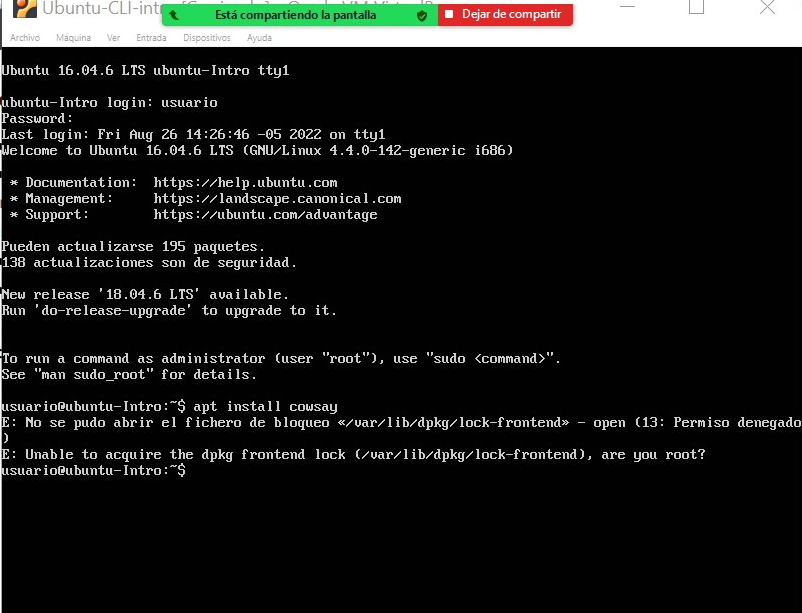 Ubuntu-CLI-intr
Está compartiendo la pantalla
Dejar de compartir
Archivo Máquina Ver Entrada Dispositivos Ayuda
Ubuntu 16.04.6 LTS ubuntu-Intro tty1
ubuntu-Intro login: usuario
Password:
Last login: Fri Aug 26 14:26:46 -05 2022 on tty1
Welcome to Ubuntu 16.04.6 LTS (GNU/Linux 4.4.0-142-generic i686)
* Documentation: https://help.ubuntu.com
* Management: https://landscape.canonical.com
* Support: https://ubuntu.com/advantage
Pueden actualizarse 195 paquetes.
138 actualizaciones son de seguridad.
New release '18.04.6 LTS' available.
Run 'do-release-upgrade' to upgrade to it.
To run a command as administrator (user "root"), use "sudo <command>".
See "man sudo_root" for details.
usuario@ubuntu-Intro:~$ apt install cowsay
E: No se pudo abrir el fichero de bloqueo «/var/lib/dpkg/lock-frontend» - open (13: Permiso denegado
)
E: Unable to acquire the dpkg frontend lock (/var/lib/dpkg/lock-frontend), are you root?
usuario@ubuntu-Intro:~$